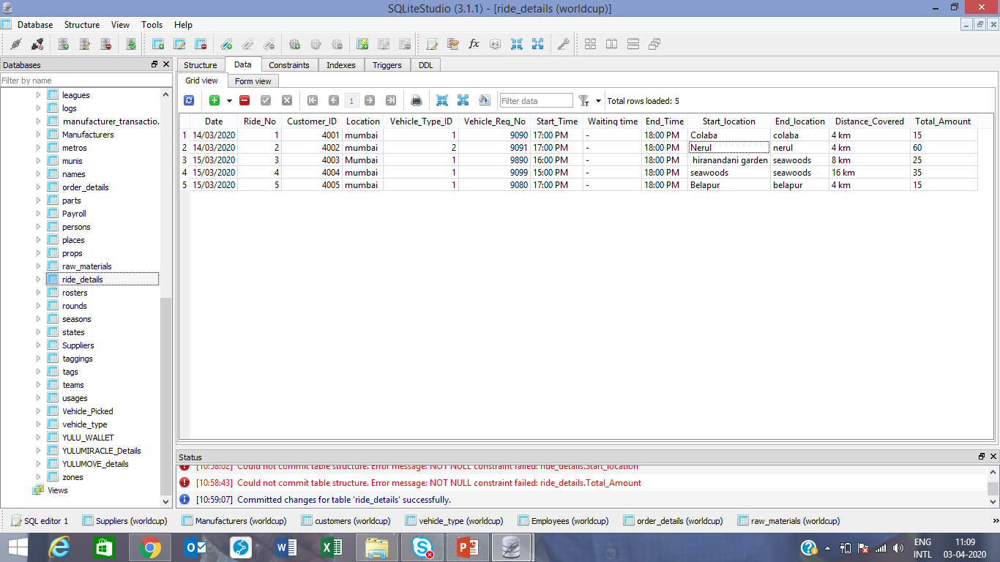 SQLiteStudio (3.1.1) - [ride_details (worldcup)]
Database Structure View Tools Help
Databases
Filter by name
leagues
logs
manufacturer_transactio.
Manufacturers
metros
munis
names
order_details
parts
Payroll
persons
places
props
raw_materials
ride_details
rosters
rounds
seasons
states
Suppliers
taggings
tags
teams
usages
Vehicle_Picked
vehicle_type
YULU_WALLET
YULUMIRACLE_Details
YULUMOVE_details
zones
Views
Structure Data Constraints Indexes Triggers DDL
Grid view Form view
1 Filter data Total rows loaded: 5
Date Ride_No Customer_ID Location Vehicle_Type_ID Vehicle_Req_No Start_Time Waiting time End_Time Start_location End_location Distance_Covered Total_Amount
1 14/03/2020 1 4001 mumbai 1 9090 17:00 PM - 18:00 PM Colaba colaba 4 km 15
2 14/03/2020 2 4002 mumbai 2 9091 17:00 PM - 18:00 PM Nerul nerul 4 km 60
3 15/03/2020 3 4003 Mumbai 1 9890 16:00 PM - 18:00 PM hiranandani garden seawoods 8 km 25
4 15/03/2020 4 4004 mumbai 1 9099 15:00 PM - 18:00 PM seawoods seawoods 16 km 35
5 15/03/2020 5 4005 mumbai 1 9080 17:00 PM - 18:00 PM Belapur belapur 4 km 15
Status
[10:58:02] Could not commit table structure. Error message: NOT NULL constraint failed: ride_details.Start_location
[10:58:43] Could not commit table structure. Error message: NOT NULL constraint failed: ride_details.Total_Amount
[10:59:07] Committed changes for table 'ride_details' successfully.
SQL editor 1 Suppliers (worldcup) Manufacturers (worldcup) customers (worldcup) vehicle_type (worldcup) Employees (worldcup) order_details (worldcup) raw_materials (worldcup)
ENG 11:09
INTL 03-04-2020